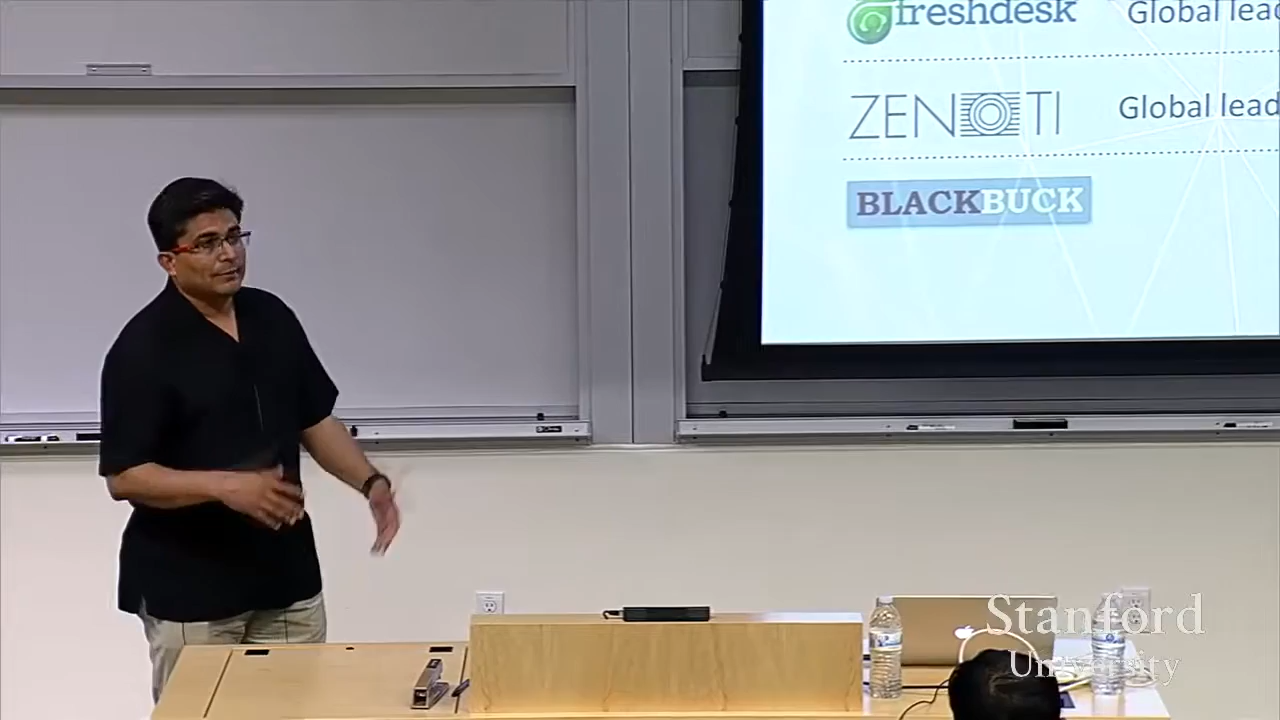 freshdesk Global lead
ZENOTI Global lead
BLACKBUCK
Stanford
University